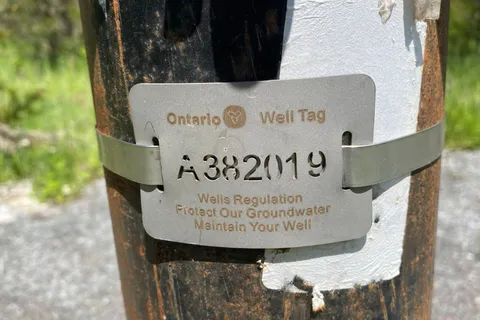 Ontario Well Tag
A382019
Wells Regulation
Protect Our Groundwater
Maintain Your Well